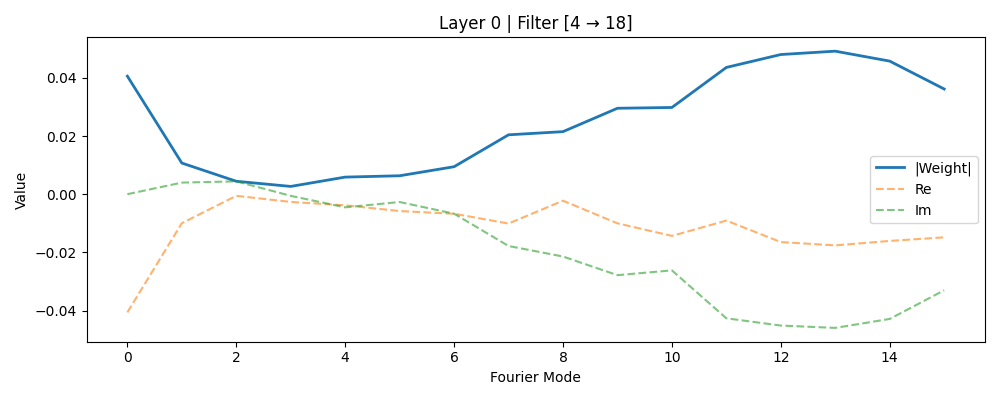 Layer 0 | Filter [4 → 18]
Value
0.04
0.02
0.00
−0.02
−0.04
|Weight|
Re
Im
0 2 4 6 8 10 12 14
Fourier Mode